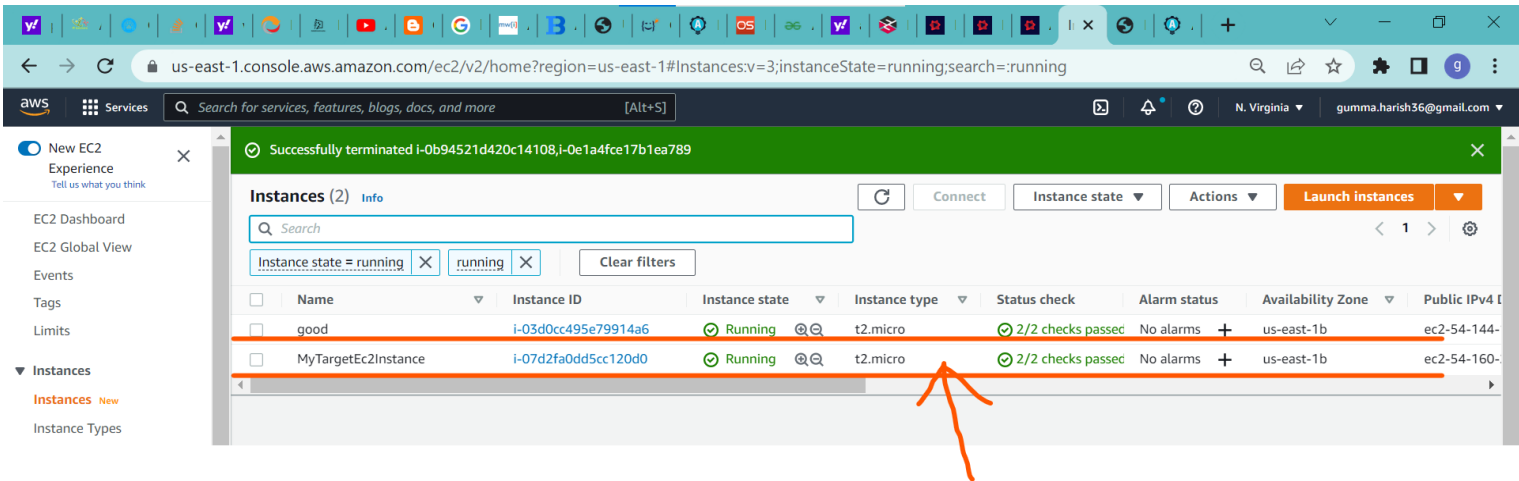 us-east-1.console.aws.amazon.com/ec2/v2/home?region=us-east-1#Instances:v=3;instanceState=running;search=:running
aws Services Search for services, features, blogs, docs, and more [Alt+S] N. Virginia gumma.harish36@gmail.com
New EC2 Experience
Tell us what you think
EC2 Dashboard
EC2 Global View
Events
Tags
Limits
Instances
Instances New
Instance Types
Successfully terminated i-0b94521d420c14108,i-0e1a4fce17b1ea789
Instances (2) Info Connect Instance state Actions Launch instances
Search 1
Instance state = running running Clear filters
Name Instance ID Instance state Instance type Status check Alarm status Availability Zone Public IPv4 D
good i-03d0cc495e79914a6 Running t2.micro 2/2 checks passed No alarms + us-east-1b ec2-54-144-
MyTargetEc2Instance i-07d2fa0dd5cc120d0 Running t2.micro 2/2 checks passed No alarms + us-east-1b ec2-54-160-